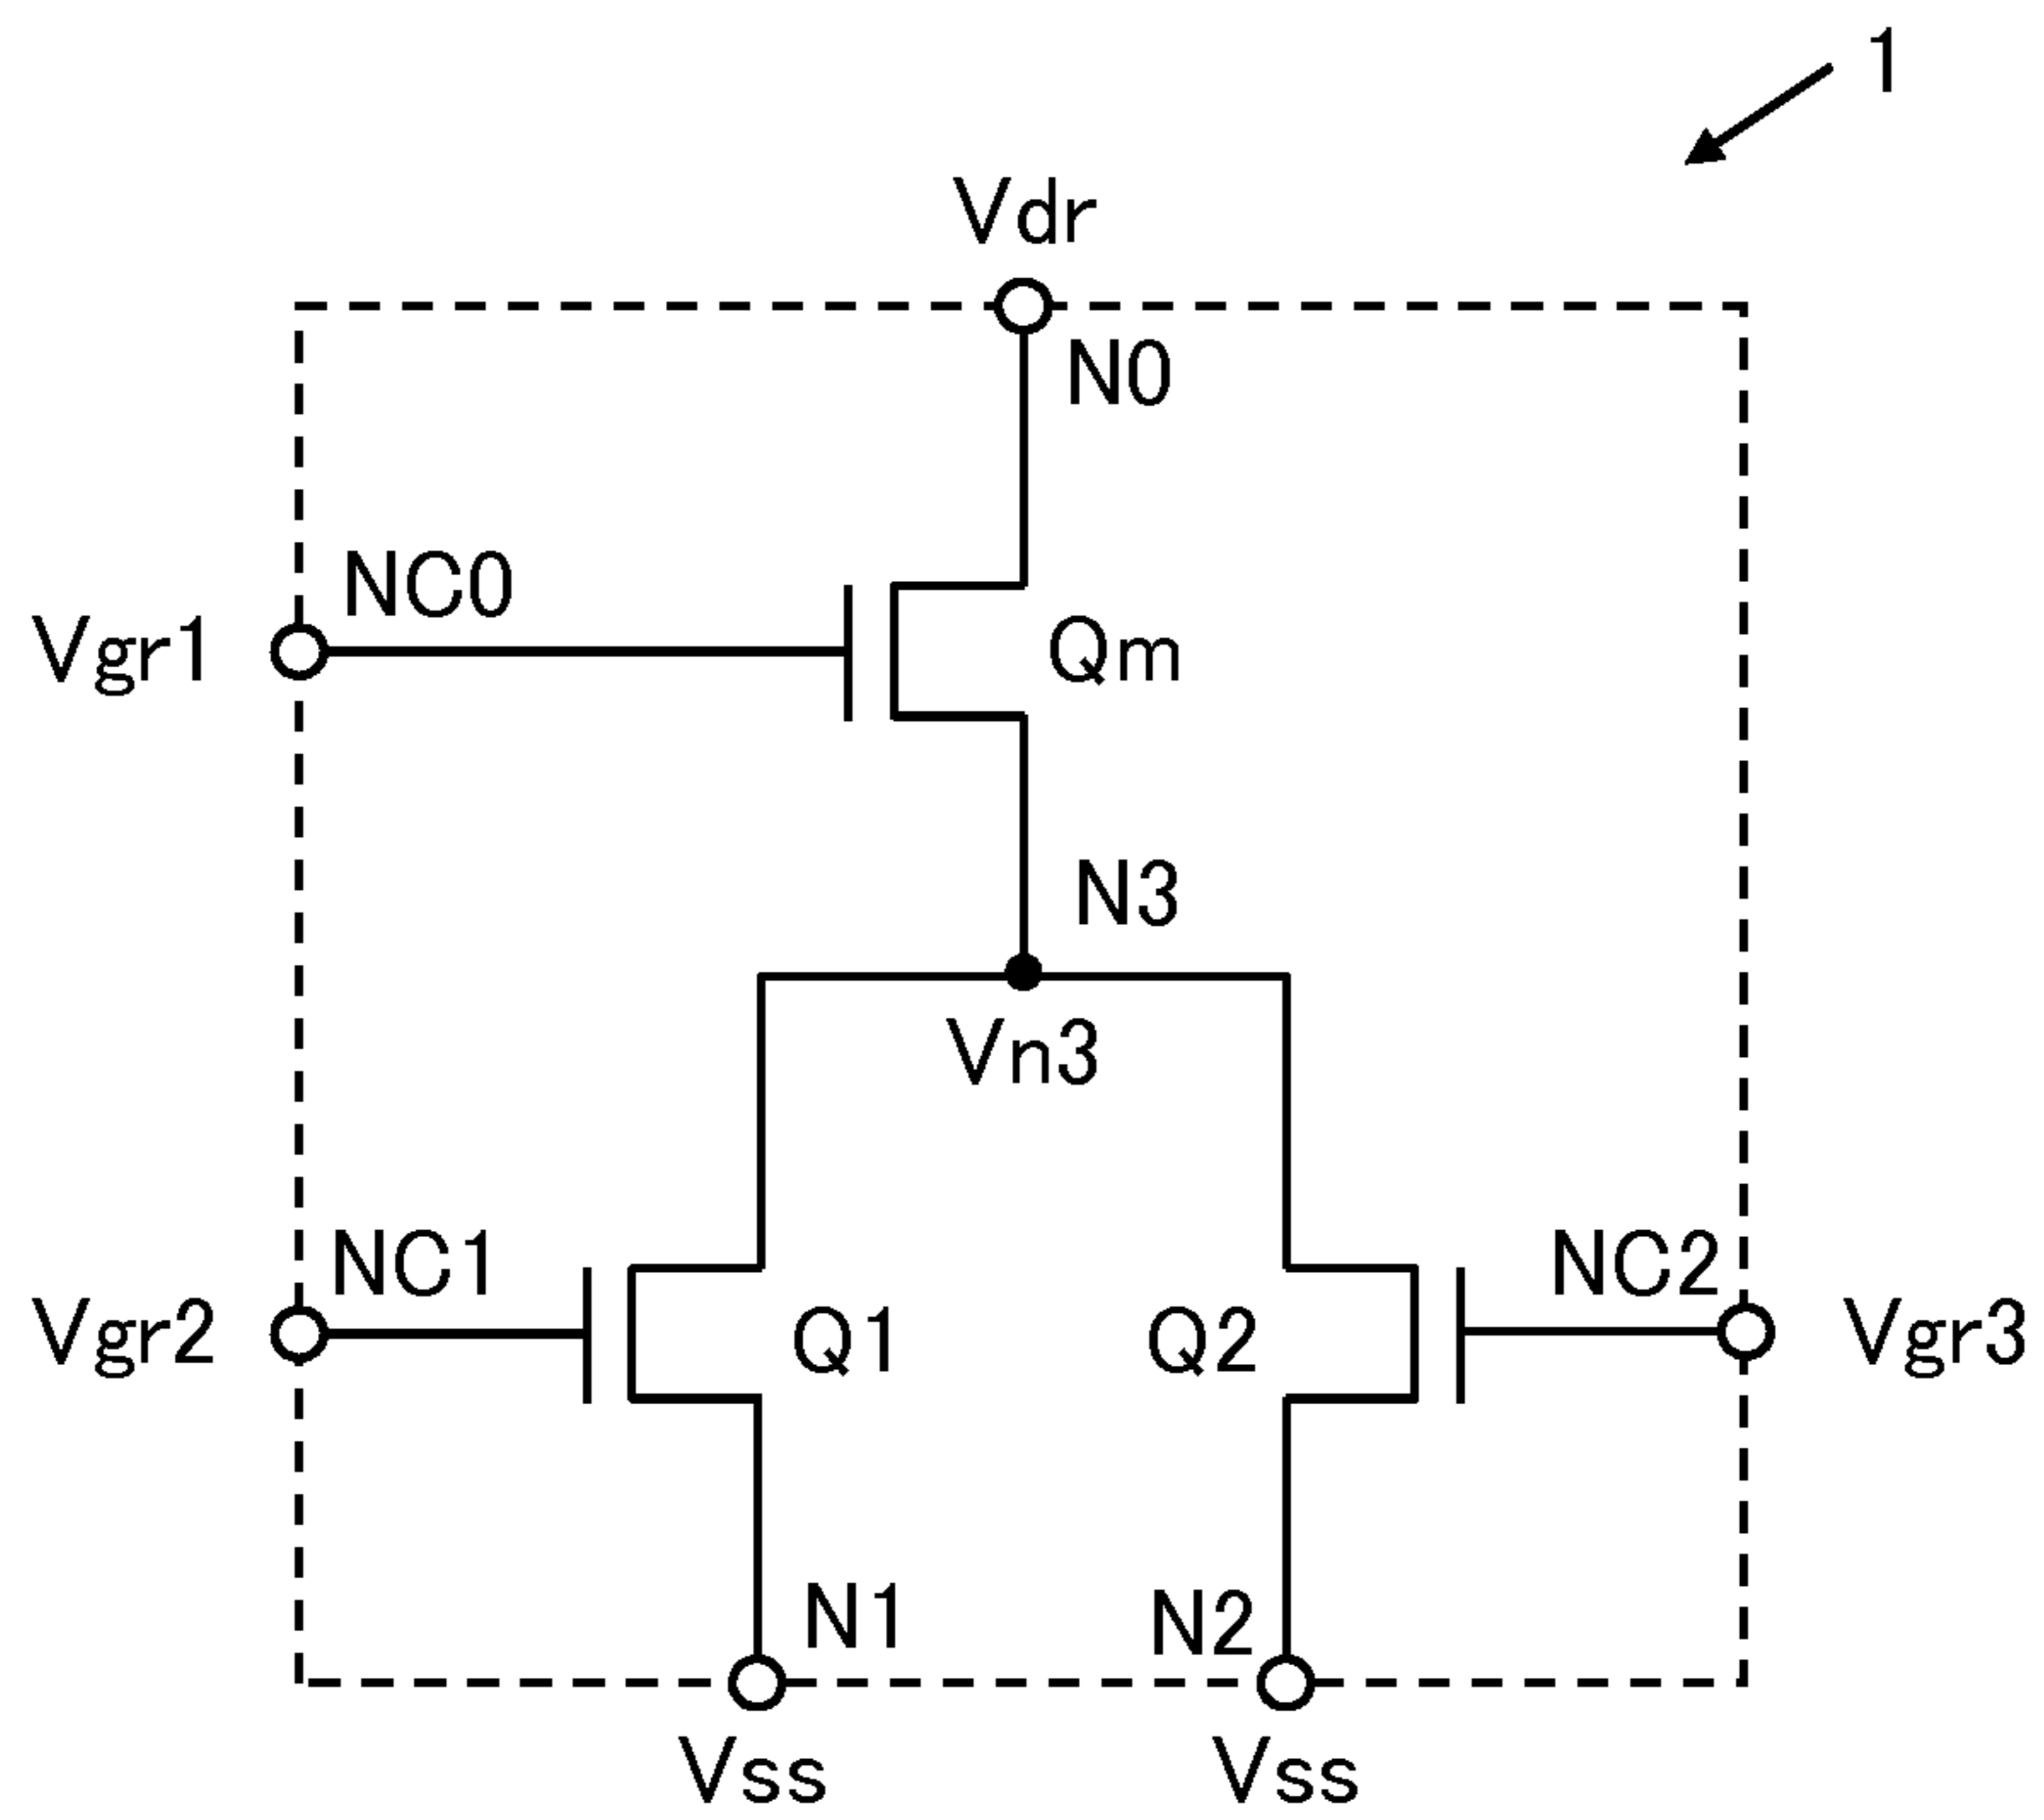 1
Vdr
N0
NC0
Vgr1
Qm
N3
Vn3
NC1
NC2
Vgr2
Q1
Q2
Vgr3
N1
N2
Vss
Vss